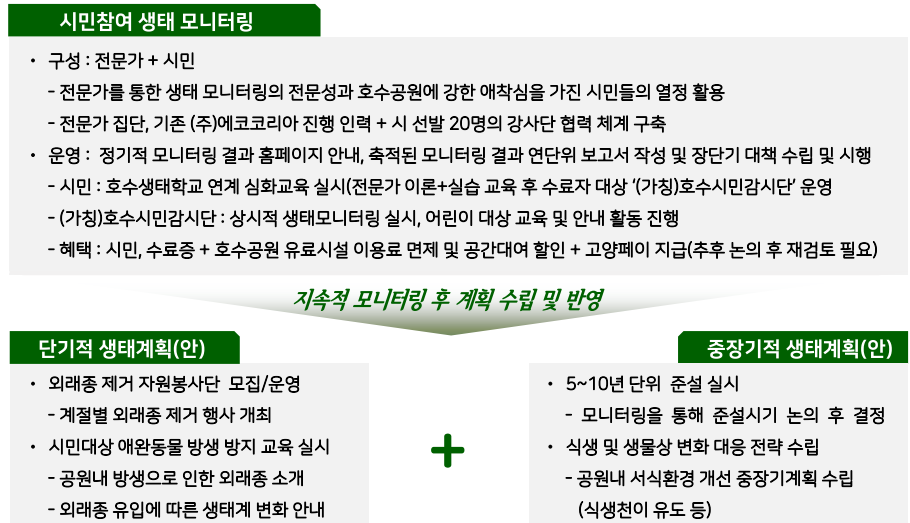 시민참여 생태 모니터링
• 구성 : 전문가 + 시민
- 전문가를 통한 생태 모니터링의 전문성과 호수공원에 강한 애착심을 가진 시민들의 열정 활용
- 전문가 집단, 기존 (주)에코코리아 진행 인력 + 시 선발 20명의 강사단 협력 체계 구축
• 운영 : 정기적 모니터링 결과 홈페이지 안내, 축적된 모니터링 결과 연단위 보고서 작성 및 장단기 대책 수립 및 시행
- 시민 : 호수생태학교 연계 심화교육 실시(전문가 이론+실습 교육 후 수료자 대상 ‘(가칭)호수시민감시단’ 운영
- (가칭)호수시민감시단 : 상시적 생태모니터링 실시, 어린이 대상 교육 및 안내 활동 진행
- 혜택 : 시민, 수료증 + 호수공원 유료시설 이용료 면제 및 공간대여 할인 + 고양페이 지급(추후 논의 후 재검토 필요)
지속적 모니터링 후 계획 수립 및 반영
단기적 생태계획(안)
• 외래종 제거 자원봉사단 모집/운영
- 계절별 외래종 제거 행사 개최
• 시민대상 애완동물 방생 방지 교육 실시
- 공원내 방생으로 인한 외래종 소개
- 외래종 유입에 따른 생태계 변화 안내
+
중장기적 생태계획(안)
• 5~10년 단위 준설 실시
- 모니터링을 통해 준설시기 논의 후 결정
• 식생 및 생물상 변화 대응 전략 수립
- 공원내 서식환경 개선 중장기계획 수립
(식생천이 유도 등)